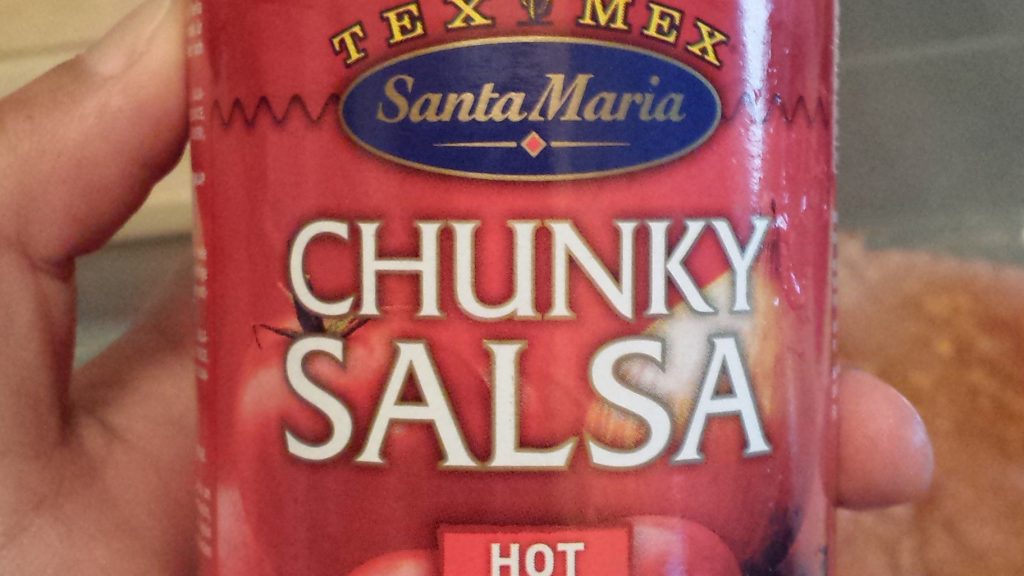 TEX MEX
Santa Maria
CHUNKY
SALSA
HOT